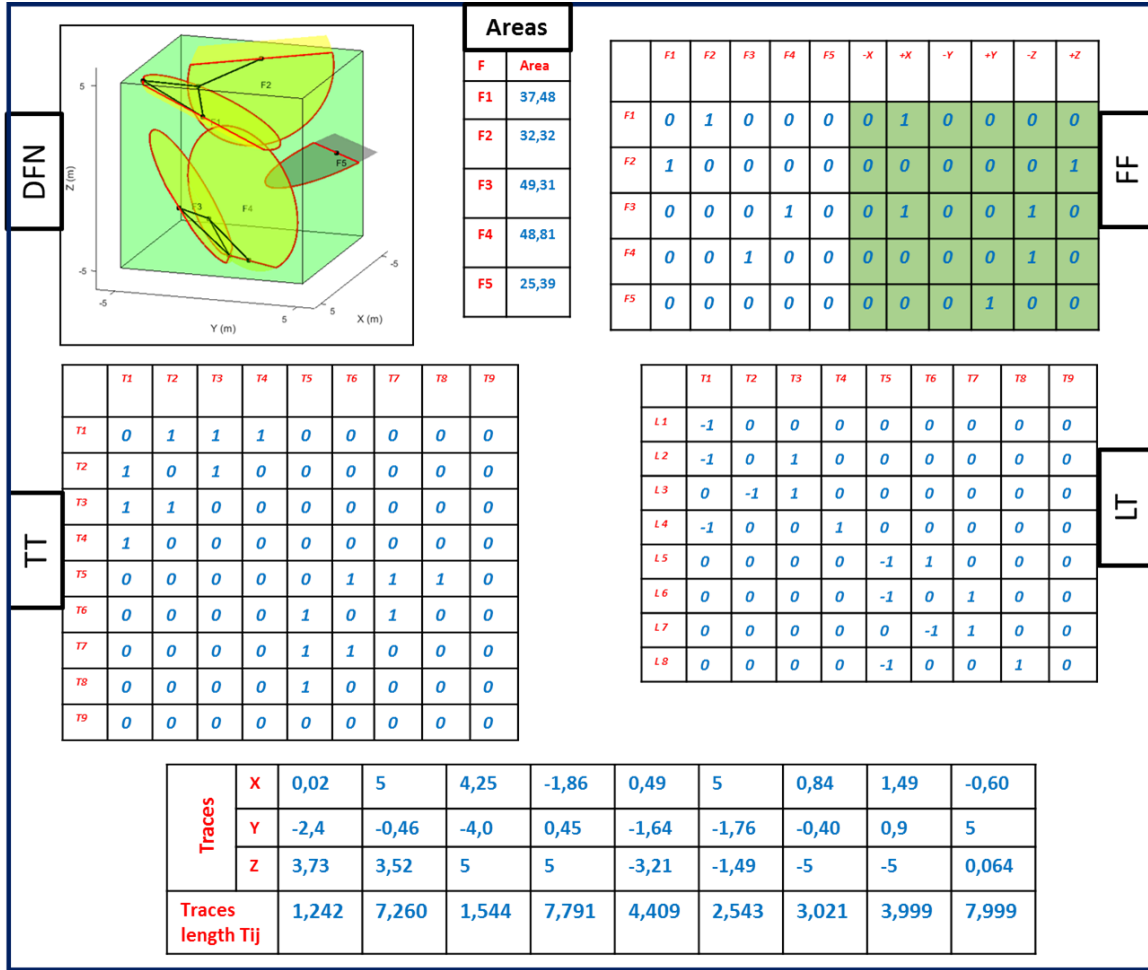 Areas
DFN
5
-5
Z (m)
-5
5
Y (m)
5
-5
X (m)
F2
F1
F5
F3
F4
F Area
F1 37,48
F2 32,32
F3 49,31
F4 48,81
F5 25,39
FF
F1 F2 F3 F4 F5 -X +X -Y +Y -Z +Z
F1 0 1 0 0 0 0 1 0 0 0 0
F2 1 0 0 0 0 0 0 0 0 0 1
F3 0 0 0 1 0 0 1 0 0 1 0
F4 0 0 1 0 0 0 0 0 0 1 0
F5 0 0 0 0 0 0 0 0 1 0 0
TT
T1 T2 T3 T4 T5 T6 T7 T8 T9
T1 0 1 1 1 0 0 0 0 0
T2 1 0 1 0 0 0 0 0 0
T3 1 1 0 0 0 0 0 0 0
T4 1 0 0 0 0 0 0 0 0
T5 0 0 0 0 0 1 1 1 0
T6 0 0 0 0 1 0 1 0 0
T7 0 0 0 0 1 1 0 0 0
T8 0 0 0 0 1 0 0 0 0
T9 0 0 0 0 0 0 0 0 0
LT
T1 T2 T3 T4 T5 T6 T7 T8 T9
L1 -1 0 0 0 0 0 0 0 0
L2 -1 0 1 0 0 0 0 0 0
L3 0 -1 1 0 0 0 0 0 0
L4 -1 0 0 1 0 0 0 0 0
L5 0 0 0 0 -1 1 0 0 0
L6 0 0 0 0 -1 0 1 0 0
L7 0 0 0 0 0 -1 1 0 0
L8 0 0 0 0 -1 0 0 1 0
Traces
X 0,02 5 4,25 -1,86 0,49 5 0,84 1,49 -0,60
Y -2,4 -0,46 -4,0 0,45 -1,64 -1,76 -0,40 0,9 5
Z 3,73 3,52 5 5 -3,21 -1,49 -5 -5 0,064
Traces length Tij 1,242 7,260 1,544 7,791 4,409 2,543 3,021 3,999 7,999